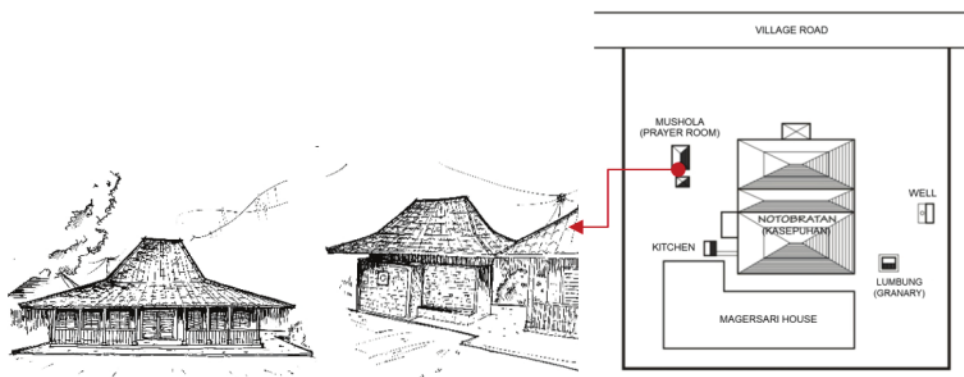 VILLAGE ROAD
MUSHOLA
(PRAYER ROOM)
WELL
NOTOBRATAN
(KASEPUHAN)
KITCHEN
LUMBUNG
(GRANARY)
MAGERSARI HOUSE